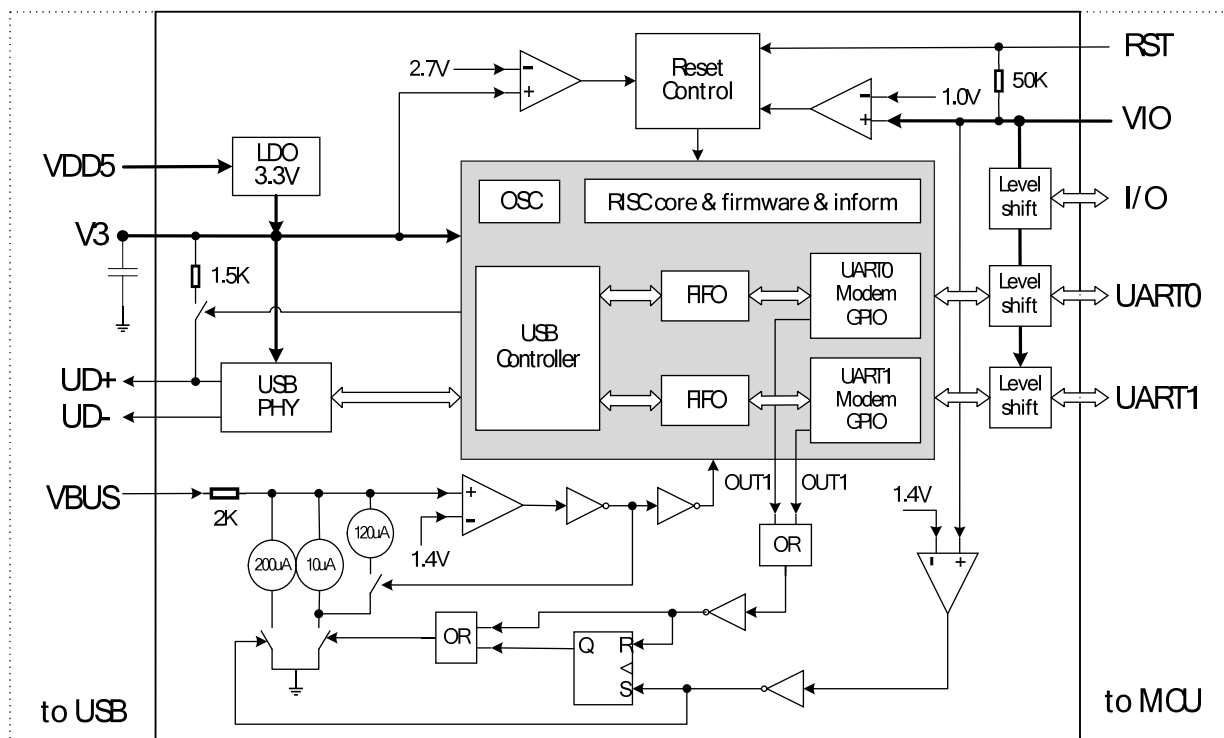 RST
2.7V
Reset
Control
50K
1.0V
VIO
VDD5
LDO
3.3V
Level
shift
I/O
OSC
RISC core & firmware & inform
V3
1.5K
USB
Controller
FIFO
UART0
Modem
GPIO
Level
shift
UART0
UD+
UD-
USB
PHY
FIFO
UART1
Modem
GPIO
Level
shift
UART1
VBUS
2K
200uA
10uA
120uA
1.4V
OUT1
OUT1
1.4V
OR
OR
Q
R
S
to USB
to MCU
+
-
+
-
+
-
+
-